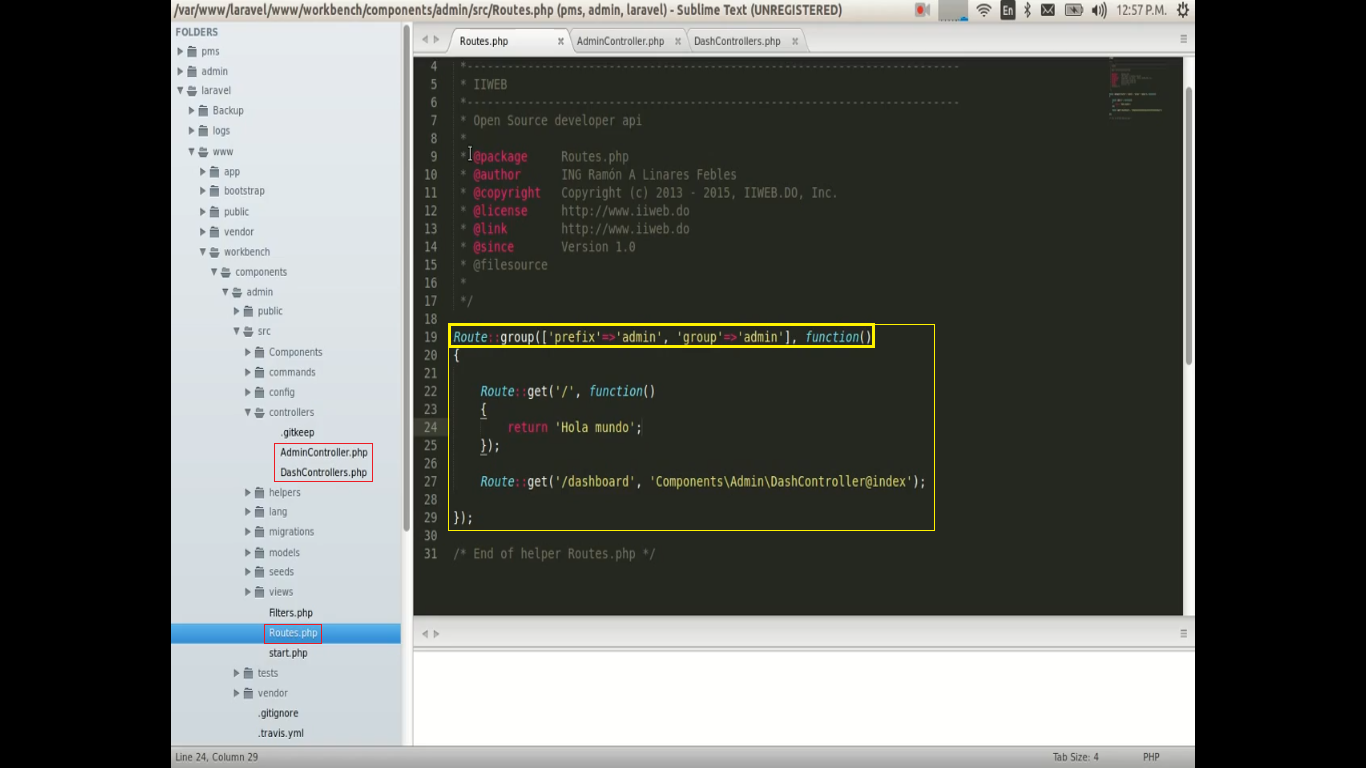 /var/www/laravel/www/workbench/components/admin/src/Routes.php (pms, admin, laravel) - Sublime Text (UNREGISTERED)
En
12:57 P.M.
FOLDERS
pms
admin
laravel
Backup
logs
www
app
bootstrap
public
vendor
workbench
components
admin
public
src
Components
commands
config
controllers
.gitkeep
AdminController.php
DashControllers.php
helpers
lang
migrations
models
seeds
views
Filters.php
Routes.php
start.php
tests
vendor
.gitignore
.travis.yml
Routes.php
AdminController.php
DashControllers.php
4 *-------------------------------------------------------------------------
5 * IIWEB
6 *-------------------------------------------------------------------------
7 * Open Source developer api
8 *
9 * @package Routes.php
10 * @author ING Ramón A Linares Febles
11 * @copyright Copyright (c) 2013 - 2015, IIWEB.DO, Inc.
12 * @license http://www.iiweb.do
13 * @link http://www.iiweb.do
14 * @since Version 1.0
15 * @filesource
16 *
17 */
18
19 Route::group(['prefix'=>'admin', 'group'=>'admin'], function()
20 {
21
22 Route::get('/', function()
23 {
24 return 'Hola mundo';
25 });
26
27 Route::get('/dashboard', 'Components\Admin\DashController@index');
28
29 });
30
31 /* End of helper Routes.php */
Line 24, Column 29
Tab Size: 4
PHP